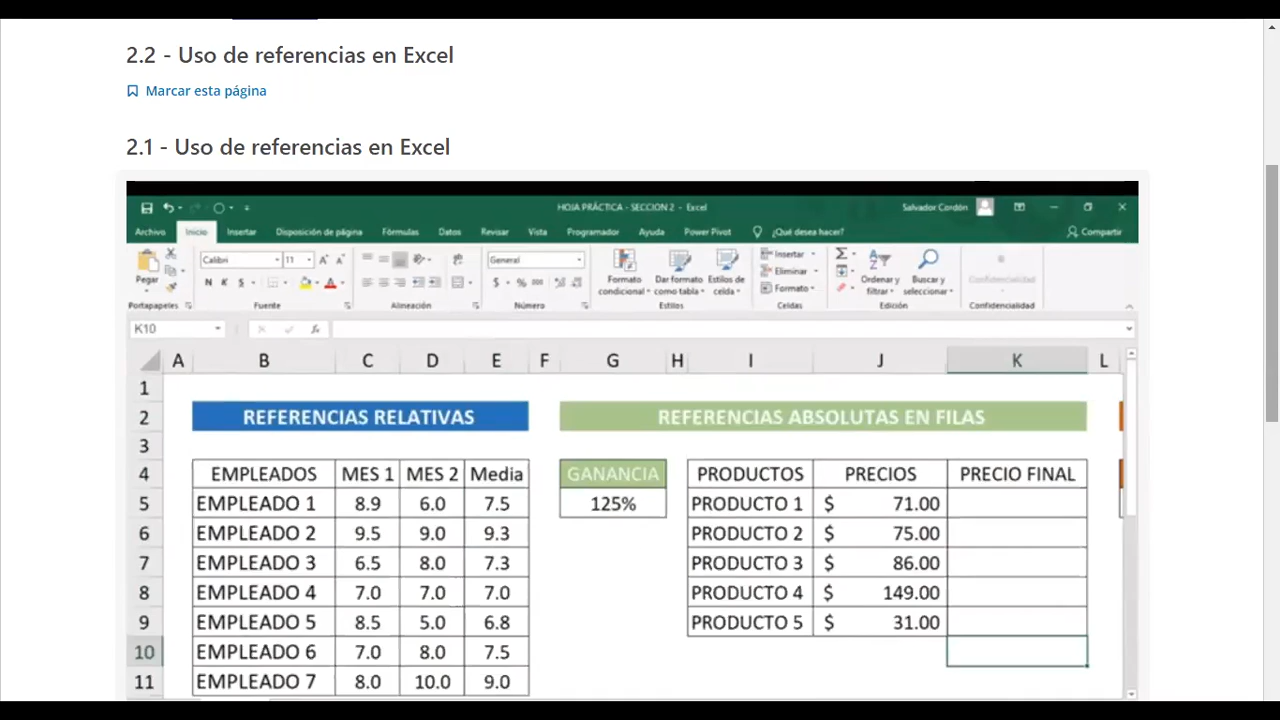 2.2 - Uso de referencias en Excel
Marcar esta página
2.1 - Uso de referencias en Excel
HOJA PRÁCTICA - SECCION 2 - Excel
Salvador Cordón
Archivo Inicio Insertar Disposición de página Fórmulas Datos Revisar Vista Programador Ayuda Power Pivot ¿Qué desea hacer? Compartir
Pegar
Calibri 11
N K S
General
$ % 000
Formato condicional
Dar formato como tabla
Estilos de celda
Insertar
Eliminar
Formato
Ordenar y filtrar
Buscar y seleccionar
Confidencialidad
Portapapeles Fuente Alineación Número Estilos Celdas Edición Confidencialidad
K10 fx
A B C D E F G H I J K L
1
2 REFERENCIAS RELATIVAS REFERENCIAS ABSOLUTAS EN FILAS
3
4 EMPLEADOS MES 1 MES 2 Media GANANCIA PRODUCTOS PRECIOS PRECIO FINAL
5 EMPLEADO 1 8.9 6.0 7.5 125% PRODUCTO 1 $ 71.00
6 EMPLEADO 2 9.5 9.0 9.3 PRODUCTO 2 $ 75.00
7 EMPLEADO 3 6.5 8.0 7.3 PRODUCTO 3 $ 86.00
8 EMPLEADO 4 7.0 7.0 7.0 PRODUCTO 4 $ 149.00
9 EMPLEADO 5 8.5 5.0 6.8 PRODUCTO 5 $ 31.00
10 EMPLEADO 6 7.0 8.0 7.5
11 EMPLEADO 7 8.0 10.0 9.0